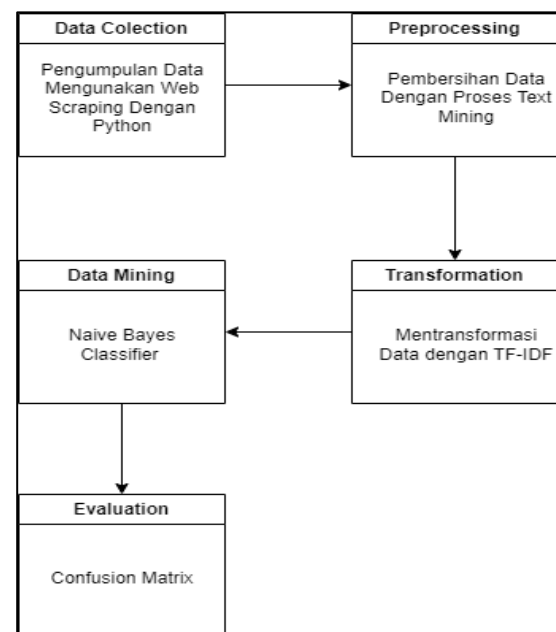 Data Colection
Pengumpulan Data
Mengunakan Web
Scraping Dengan
Python
Preprocessing
Pembersihan Data
Dengan Proses Text
Mining
Transformation
Mentransformasi
Data dengan TF-IDF
Data Mining
Naive Bayes
Classifier
Evaluation
Confusion Matrix